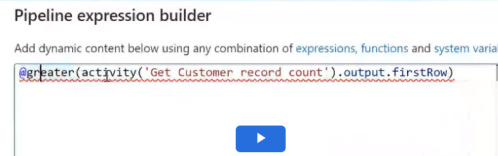 Pipeline expression builder
Add dynamic content below using any combination of expressions, functions and system varia
@greater(activity('Get Customer record count').output.firstRow)